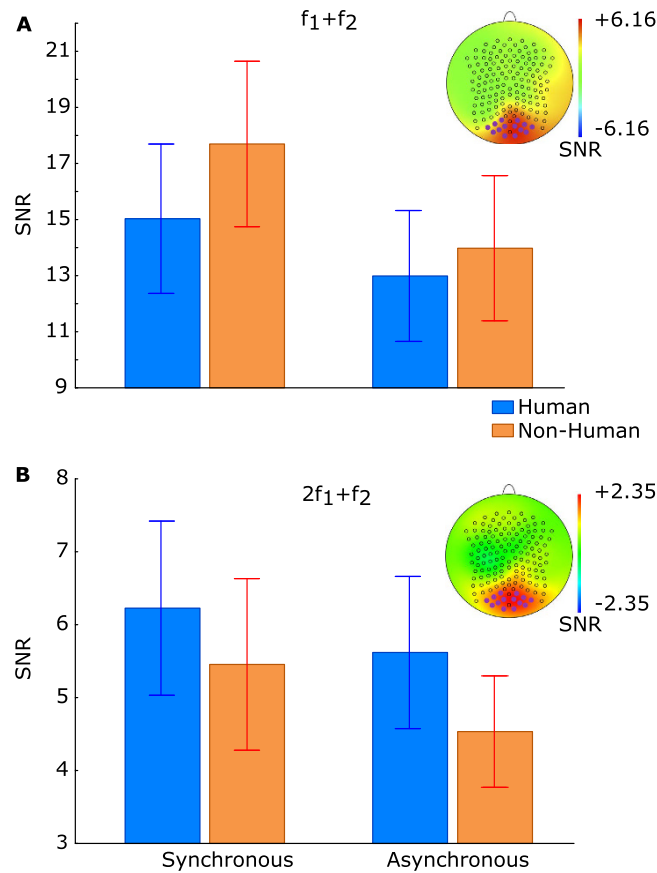 A
f1+f2
+6.16
-6.16
SNR
21
19
17
15
13
11
9
SNR
Human
Non-Human
B
2f1+f2
+2.35
-2.35
SNR
8
7
6
5
4
3
SNR
Synchronous
Asynchronous